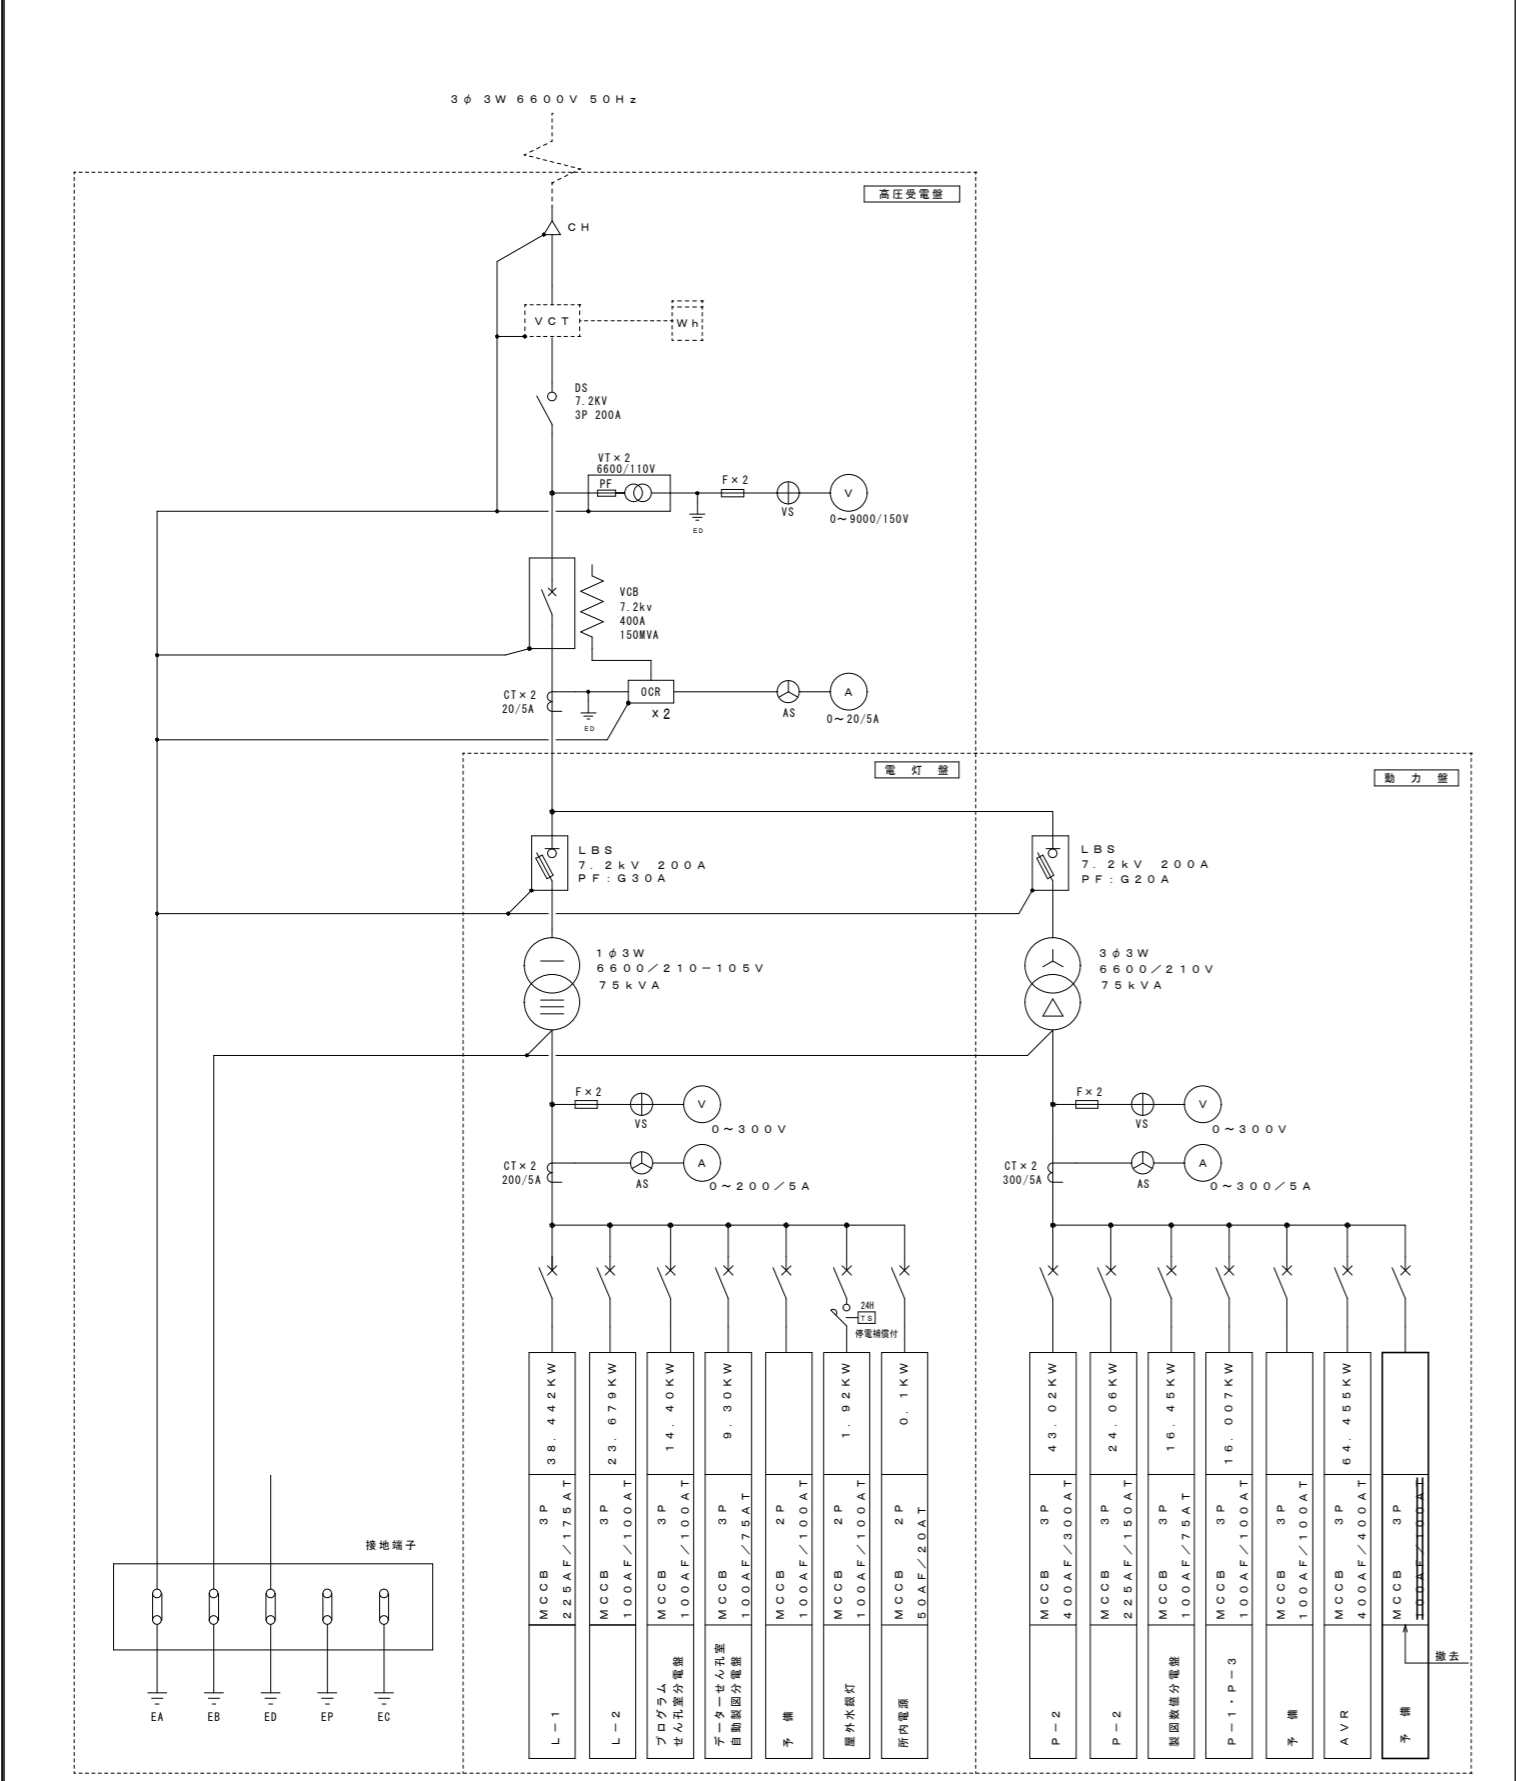 3φ 3W 6600V 50Hz
高圧受電盤
CH
VCT
Wh
DS
7.2KV
3P 200A
VT×2
6600/110V
PF
F×2
VS
V
0～9000/150V
ED
VCB
7.2kv
400A
150MVA
CT×2
20/5A
ED
OCR
×2
AS
A
0～20/5A
電灯盤
動力盤
LBS
7.2kV 200A
PF:G30A
LBS
7.2kV 200A
PF:G20A
1φ3W
6600/210-105V
75kVA
3φ3W
6600/210V
75kVA
F×2
VS
V
0～300V
CT×2
200/5A
AS
A
0～200/5A
F×2
VS
V
0～300V
CT×2
300/5A
AS
A
0～300/5A
24H
TS
停電補償付
38.442KW
MCCB 3P
225AF/175AT
L-1
23.679KW
MCCB 3P
100AF/100AT
L-2
14.40KW
MCCB 3P
100AF/100AT
プログラム
せん孔室分電盤
9.30KW
MCCB 3P
100AF/75AT
データーせん孔室
自動製図分電盤
MCCB 2P
100AF/100AT
予備
1.92KW
MCCB 2P
100AF/100AT
屋外水銀灯
0.1KW
MCCB 2P
50AF/20AT
所内電源
43.02KW
MCCB 3P
400AF/300AT
P-2
24.06KW
MCCB 3P
225AF/150AT
P-2
16.45KW
MCCB 3P
100AF/75AT
製図数値分電盤
16.007KW
MCCB 3P
100AF/100AT
P-1・P-3
MCCB 3P
100AF/100AT
予備
64.455KW
MCCB 3P
400AF/400AT
AVR
MCCB 3P
100AF/100AT
予備
撤去
接地端子
EA
EB
ED
EP
EC